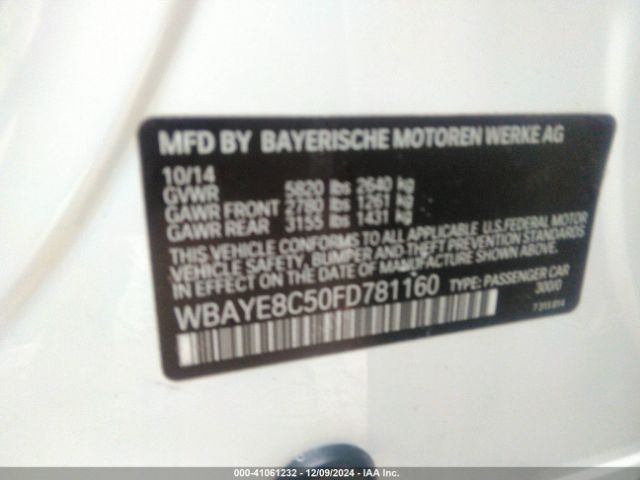 MFD BY BAYERISCHE MOTOREN WERKE AG
10/14
GVWR 5820 lbs 2640 kg
GAWR FRONT 2780 lbs 1261 kg
GAWR REAR 3155 lbs 1431 kg
THIS VEHICLE CONFORMS TO ALL APPLICABLE U.S.FEDERAL MOTOR
VEHICLE SAFETY, BUMPER AND THEFT PREVENTION STANDARDS
IN EFFECT ON THE DATE OF MANUFACTURE SHOWN ABOVE.
WBAYE8C50FD781160 TYPE: PASSENGER CAR
300/0
000-41061232 - 12/09/2024 - IAA Inc.